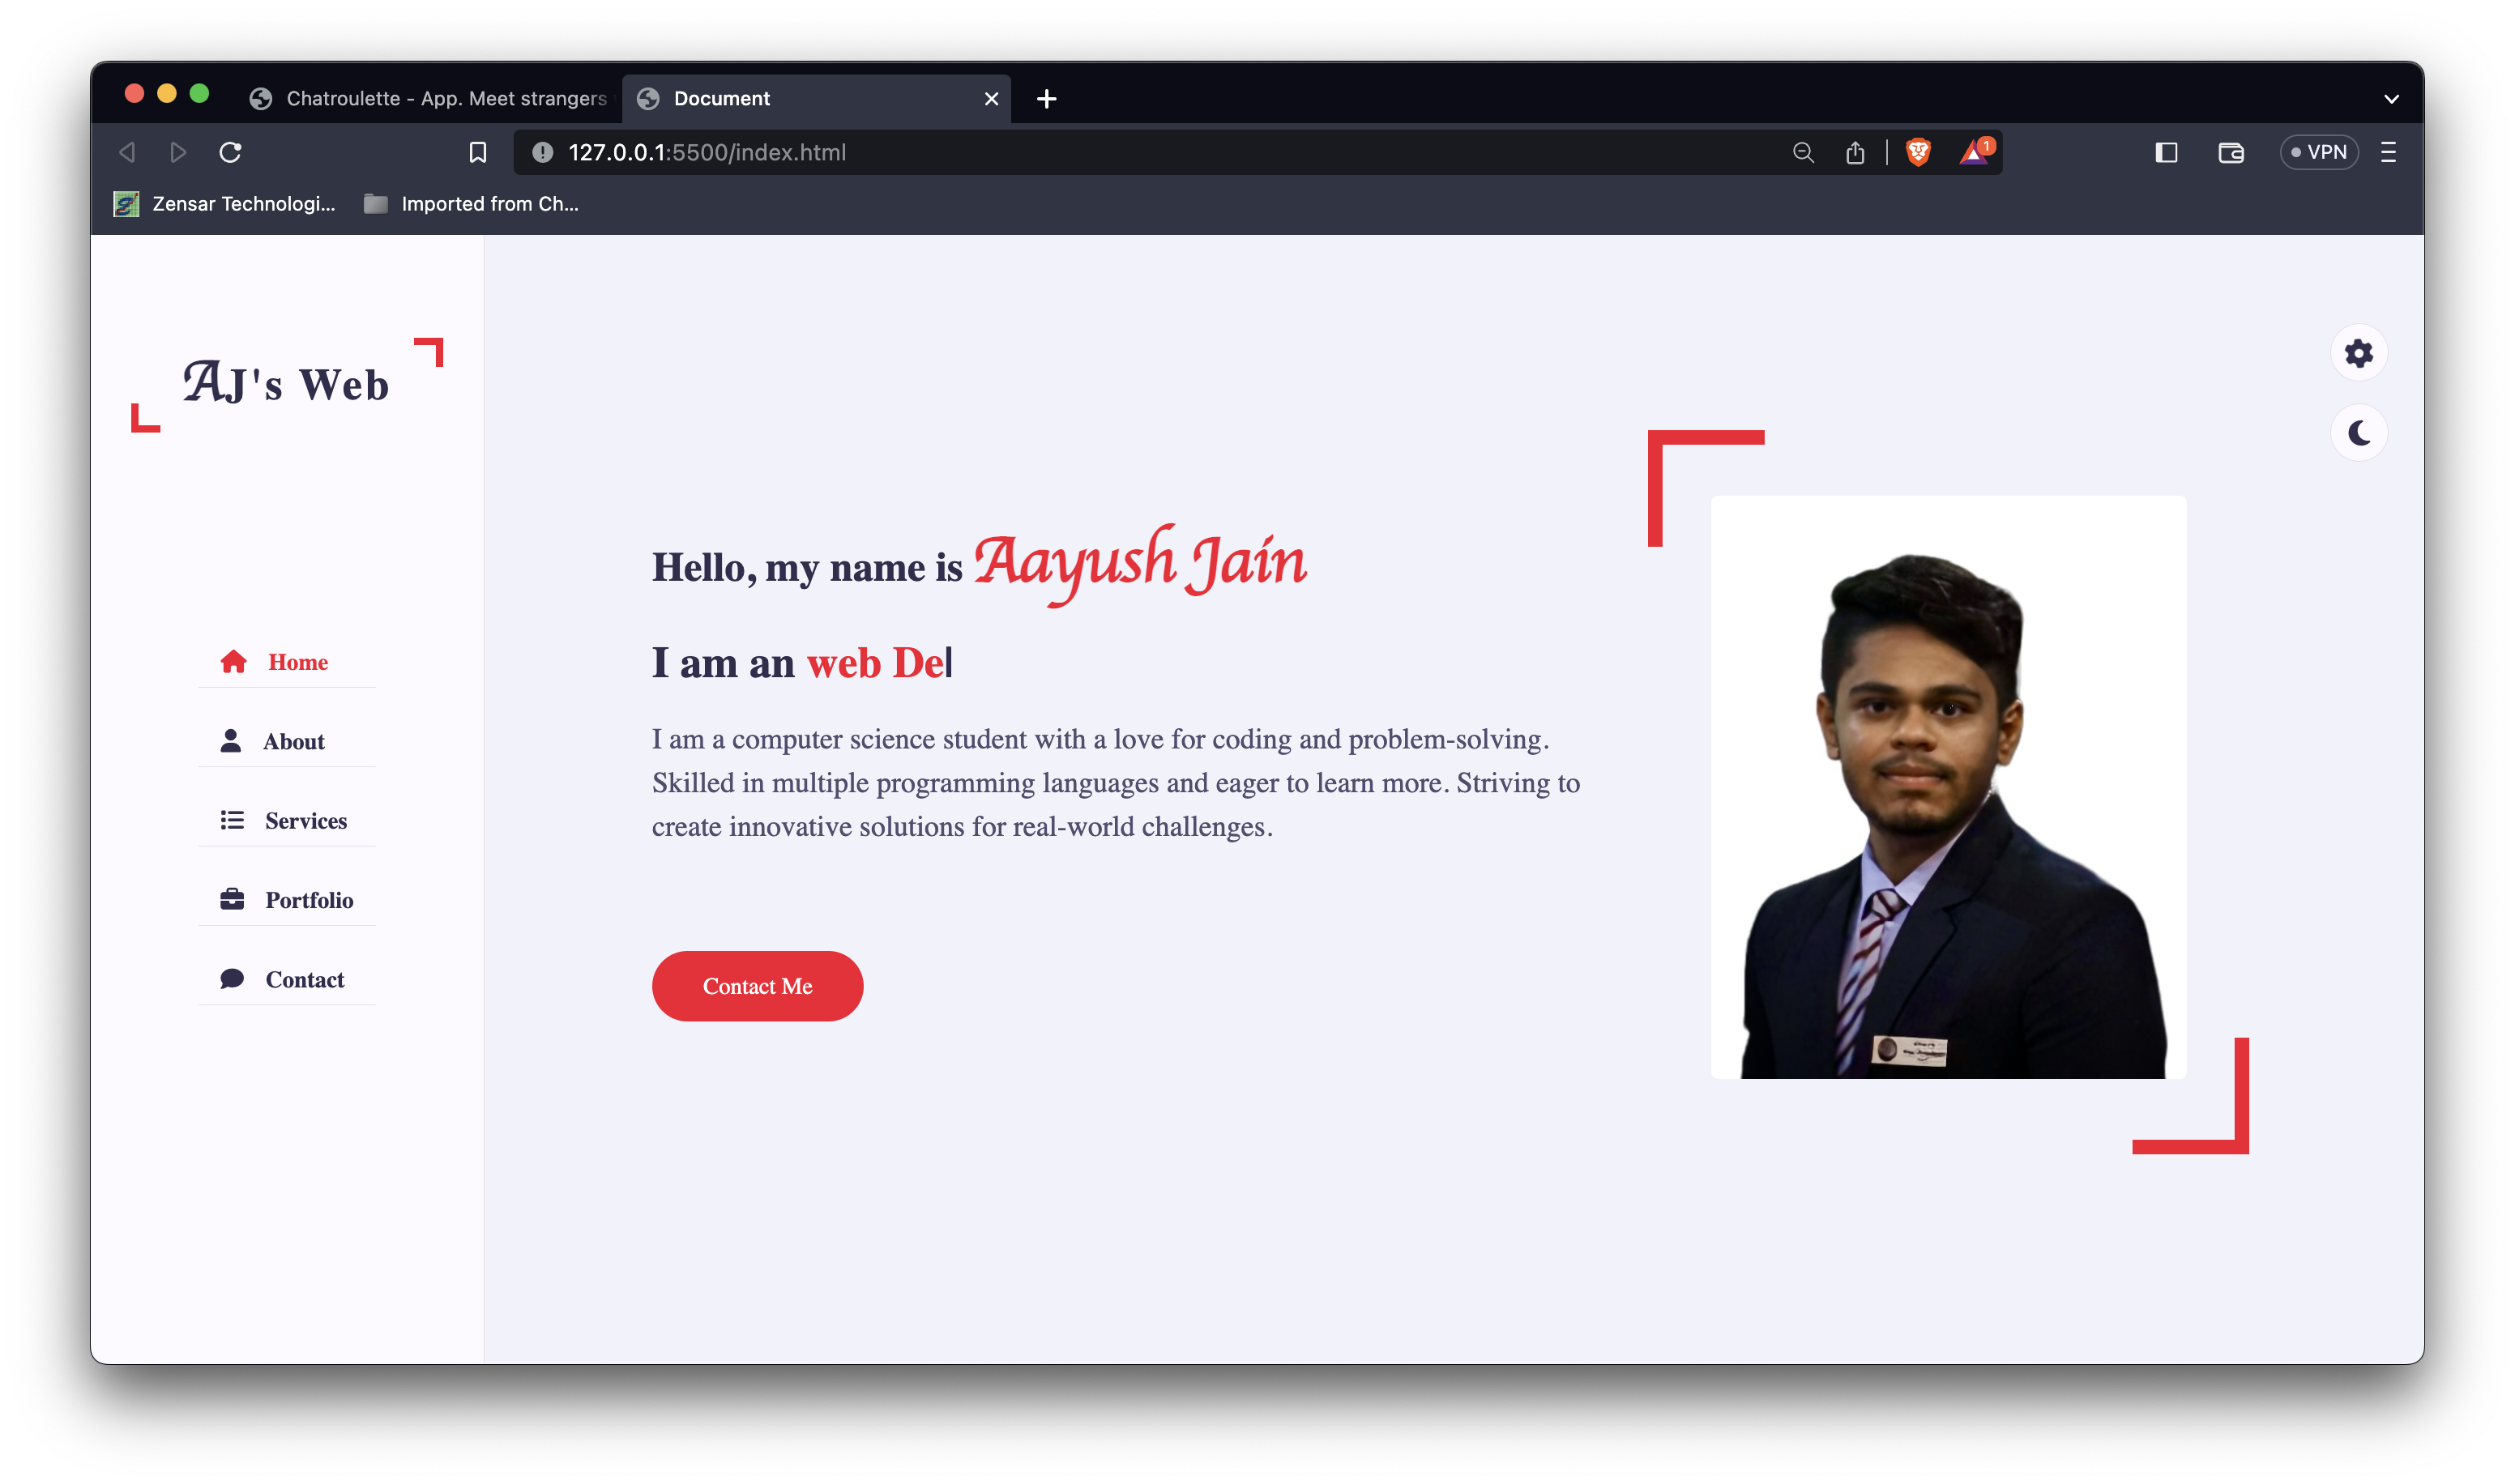 Chatroulette - App. Meet strangers
Document
1
127.0.0.1:5500/index.html
VPN
Zensar Technologi...
Imported from Ch...
AJ's Web
Hello, my name is Aayush Jain
I am an web De
I am a computer science student with a love for coding and problem-solving.
Skilled in multiple programming languages and eager to learn more. Striving to
create innovative solutions for real-world challenges.
Contact Me
Home
About
Services
Portfolio
Contact